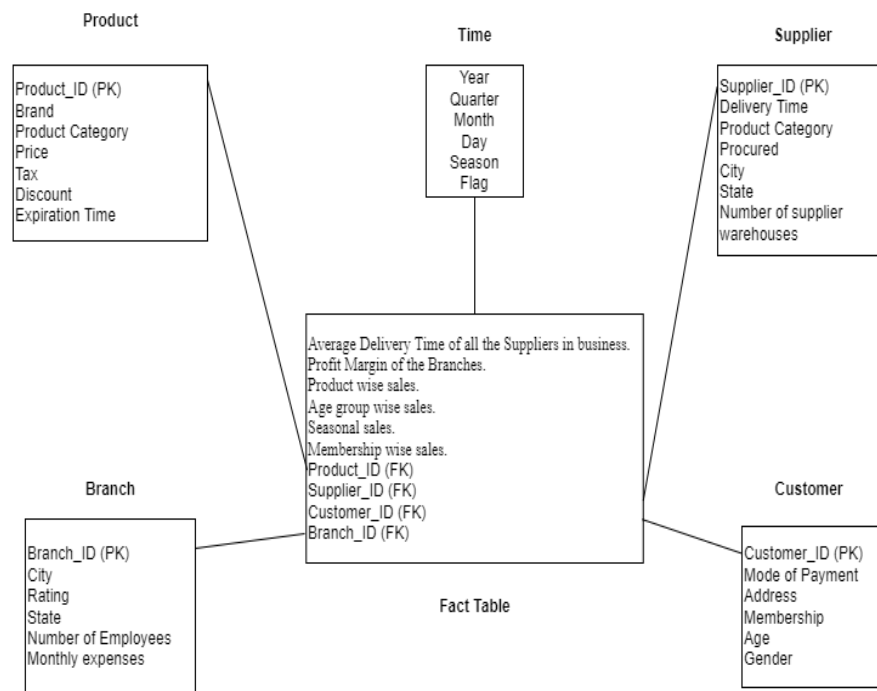 Product
Product_ID (PK)
Brand
Product Category
Price
Tax
Discount
Expiration Time
Time
Year
Quarter
Month
Day
Season
Flag
Supplier
Supplier_ID (PK)
Delivery Time
Product Category
Procured
City
State
Number of supplier
warehouses
Average Delivery Time of all the Suppliers in business.
Profit Margin of the Branches.
Product wise sales.
Age group wise sales.
Seasonal sales.
Membership wise sales.
Product_ID (FK)
Supplier_ID (FK)
Customer_ID (FK)
Branch_ID (FK)
Fact Table
Branch
Branch_ID (PK)
City
Rating
State
Number of Employees
Monthly expenses
Customer
Customer_ID (PK)
Mode of Payment
Address
Membership
Age
Gender